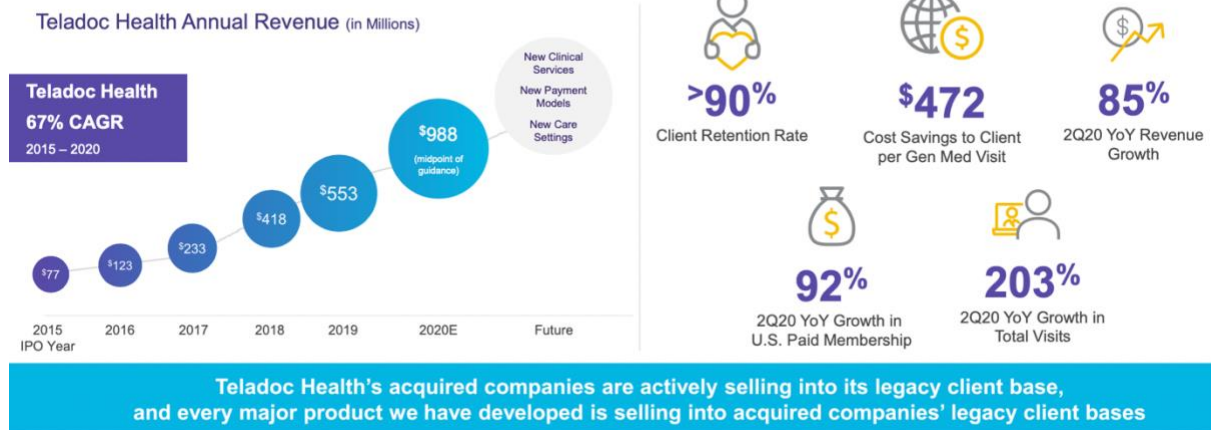 Teladoc Health Annual Revenue (in Millions)
Teladoc Health
67% CAGR
2015 – 2020
$77
$123
$233
$418
$553
$988
(midpoint of
guidance)
New Clinical
Services
New Payment
Models
New Care
Settings
2015
IPO Year
2016
2017
2018
2019
2020E
Future
$
>90%
Client Retention Rate
$472
Cost Savings to Client
per Gen Med Visit
$
85%
2Q20 YoY Revenue
Growth
$
92%
2Q20 YoY Growth in
U.S. Paid Membership
203%
2Q20 YoY Growth in
Total Visits
Teladoc Health’s acquired companies are actively selling into its legacy client base,
and every major product we have developed is selling into acquired companies’ legacy client bases